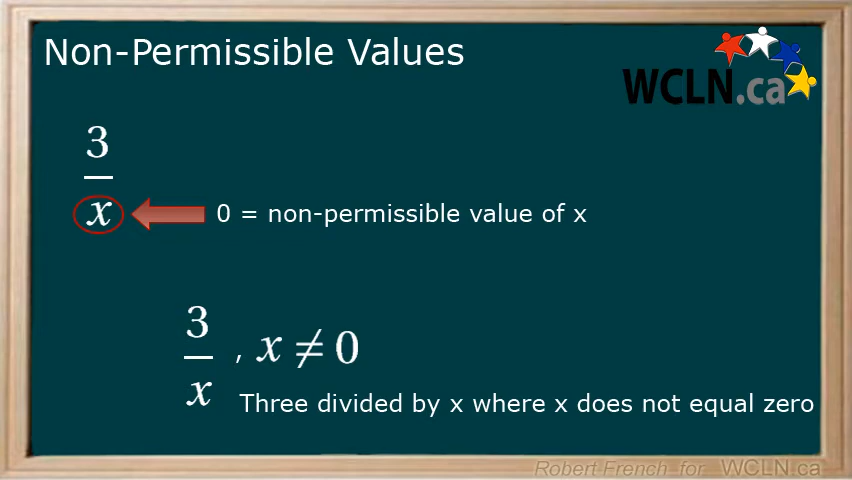 Non-Permissible Values
WCLN.ca
3
x
0 = non-permissible value of x
3
x
, x ≠ 0
Three divided by x where x does not equal zero
Robert French for WCLN.ca